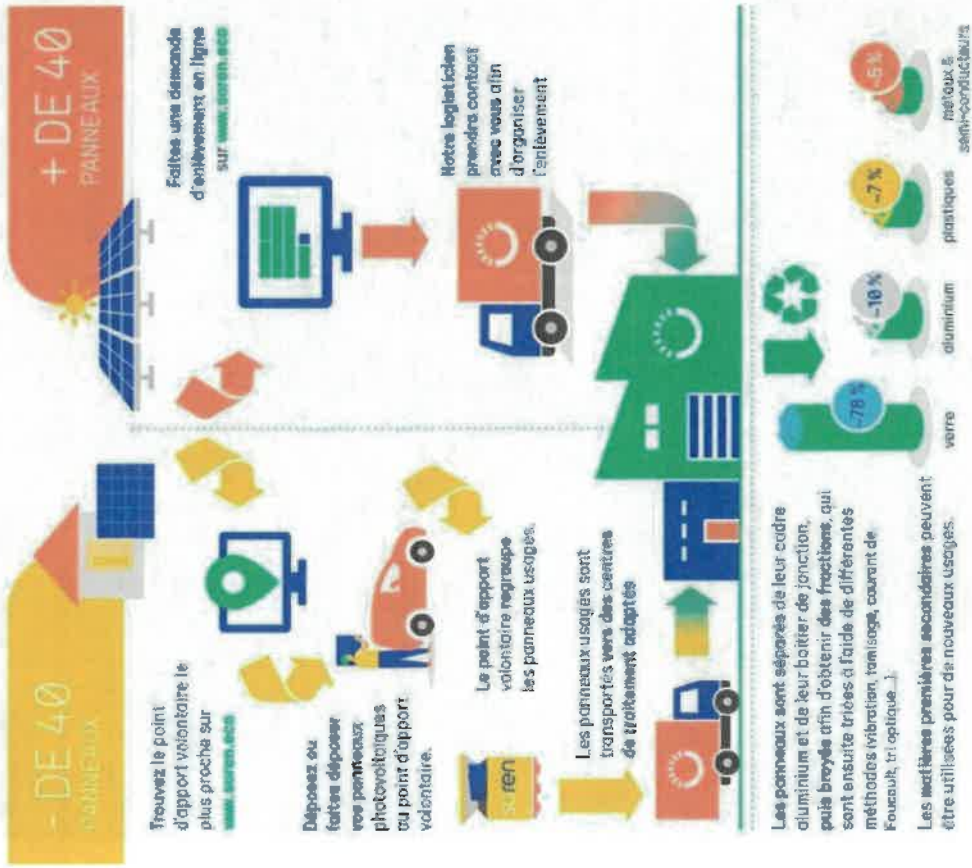 - DE 40
PANNEAUX
Trouvez le point
d'apport volontaire le
plus proche sur
www.soren.eco
Déposez ou
faites déposer
vos panneaux
photovoltaïques
au point d'apport
volontaire.
Le point d'apport
volontaire regroupe
les panneaux usagés.
soren
Les panneaux usagés sont
transportés vers des centres
de traitement adaptés
+ DE 40
PANNEAUX
Faites une demande
d'enlèvement en ligne
sur www.soren.eco
Notre logisticien
prendra contact
avec vous afin
d'organiser
l'enlèvement
Les panneaux sont séparés de leur cadre
aluminium et de leur boitier de jonction,
puis broyés afin d'obtenir des fractions, qui
sont ensuite triées à l'aide de différentes
méthodes (vibration, tamisage, courant de
Foucault, tri optique...)
Les matières premières secondaires peuvent
être utilisées pour de nouveaux usages.
~78 %
verre
~10 %
aluminium
~7 %
plastiques
~5 %
métaux &
semi-conducteurs